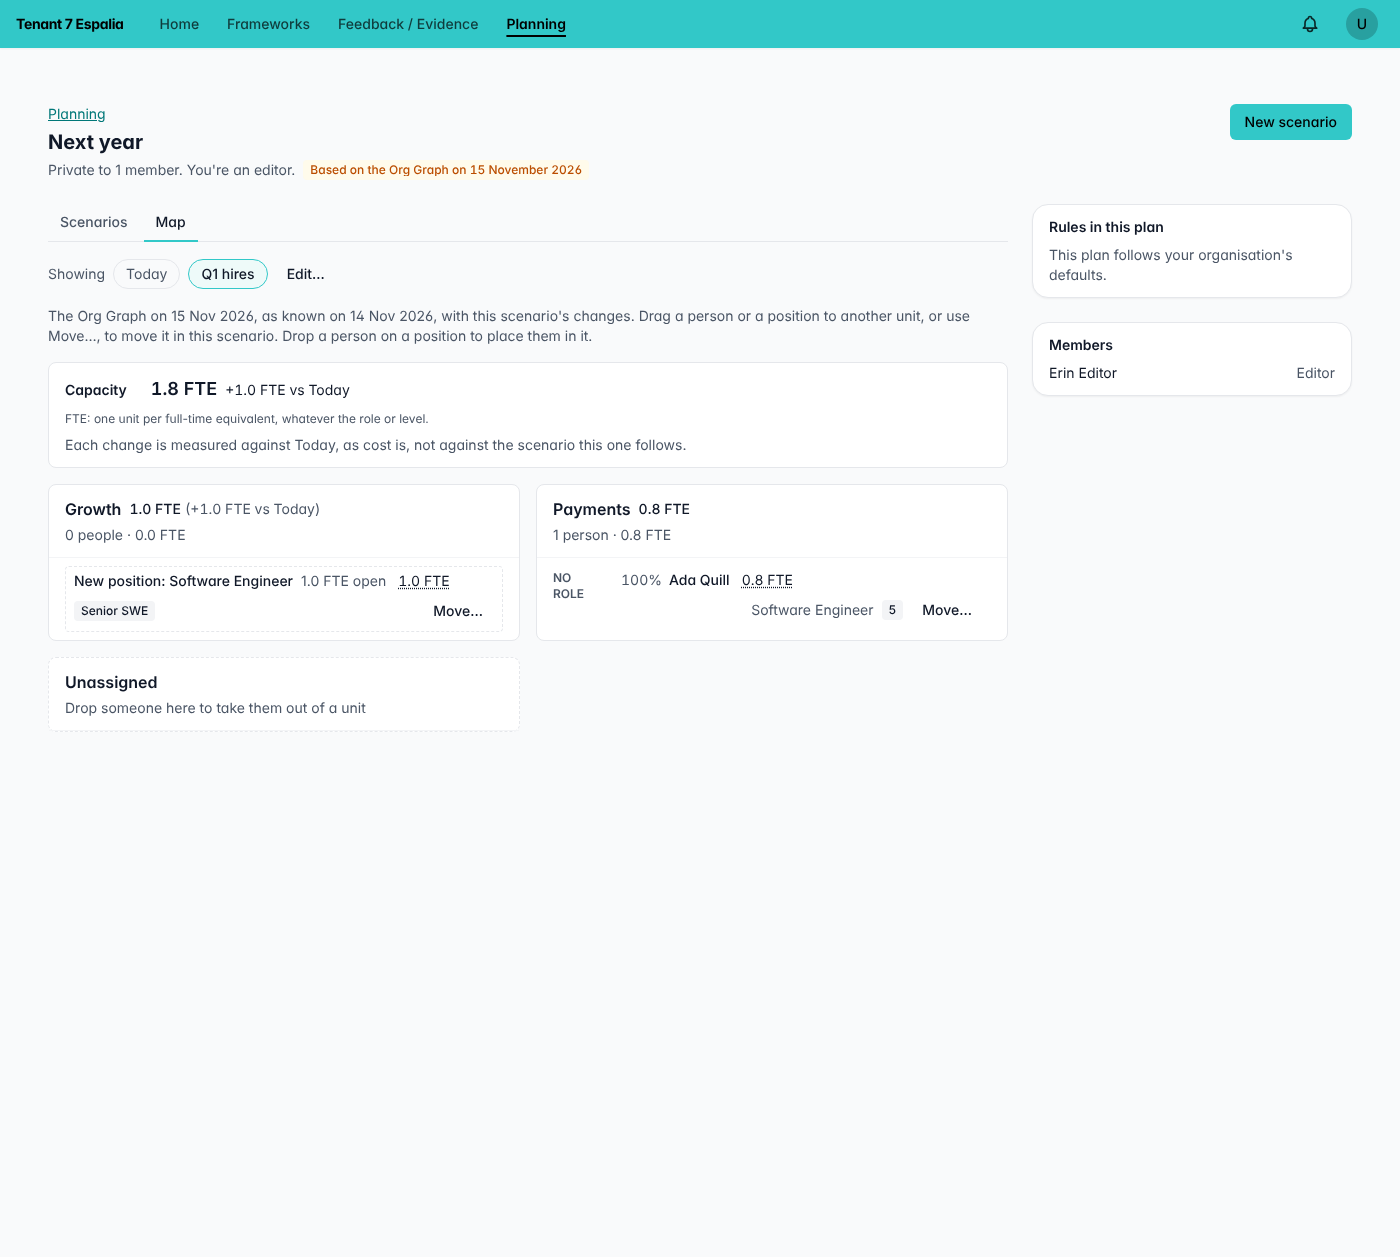 Tenant 7 Espalia Home Frameworks Feedback / Evidence Planning U
Planning
New scenario
Next year
Private to 1 member. You're an editor. Based on the Org Graph on 15 November 2026
Scenarios Map
Showing Today Q1 hires Edit...
The Org Graph on 15 Nov 2026, as known on 14 Nov 2026, with this scenario's changes. Drag a person or a position to another unit, or use
Move..., to move it in this scenario. Drop a person on a position to place them in it.
Capacity 1.8 FTE +1.0 FTE vs Today
FTE: one unit per full-time equivalent, whatever the role or level.
Each change is measured against Today, as cost is, not against the scenario this one follows.
Growth 1.0 FTE (+1.0 FTE vs Today)
0 people · 0.0 FTE
New position: Software Engineer 1.0 FTE open 1.0 FTE
Senior SWE Move...
Payments 0.8 FTE
1 person · 0.8 FTE
NO
ROLE
100% Ada Quill 0.8 FTE
Software Engineer 5 Move...
Unassigned
Drop someone here to take them out of a unit
Rules in this plan
This plan follows your organisation's
defaults.
Members
Erin Editor Editor